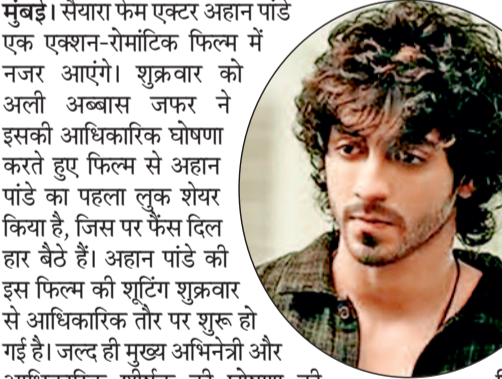 मुंबई। सैयारा फेम एक्टर अहान पांडे
एक एक्शन-रोमांटिक फिल्म में
नजर आएंगे। शुक्रवार को
अली अब्बास जफर ने
इसकी आधिकारिक घोषणा
करते हुए फिल्म से अहान
पांडे का पहला लुक शेयर
किया है, जिस पर फैंस दिल
हार बैठे हैं। अहान पांडे की
इस फिल्म की शूटिंग शुक्रवार
से आधिकारिक तौर पर शुरू हो
गई है। जल्द ही मुख्य अभिनेत्री और